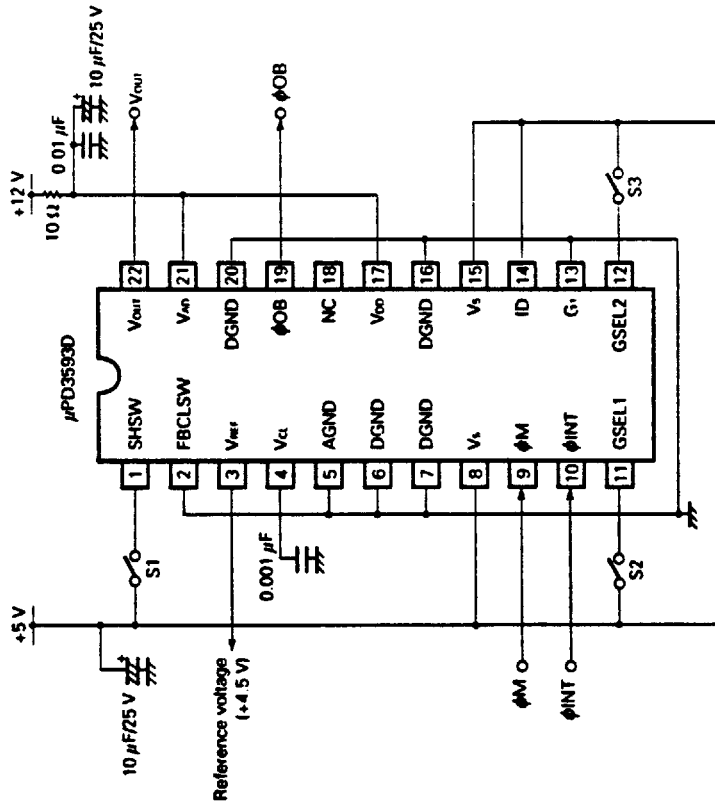 +12 V
10 Ω
0.01 μF
10 μF/25 V
+
VOUT
ϕOB
+5 V
10 μF/25 V
+
S1
Reference voltage
(+4.5 V)
0.001 μF
ϕM
ϕINT
S2
S3
μPD3593D
1 SHSW
2 FBCLSW
3 VREF
4 VCL
5 AGND
6 DGND
7 DGND
8 VS
9 ϕM
10 ϕINT
11 GSEL1
22 VOUT
21 VAD
20 DGND
19 ϕOB
18 NC
17 VDD
16 DGND
15 VS
14 ID
13 G1
12 GSEL2